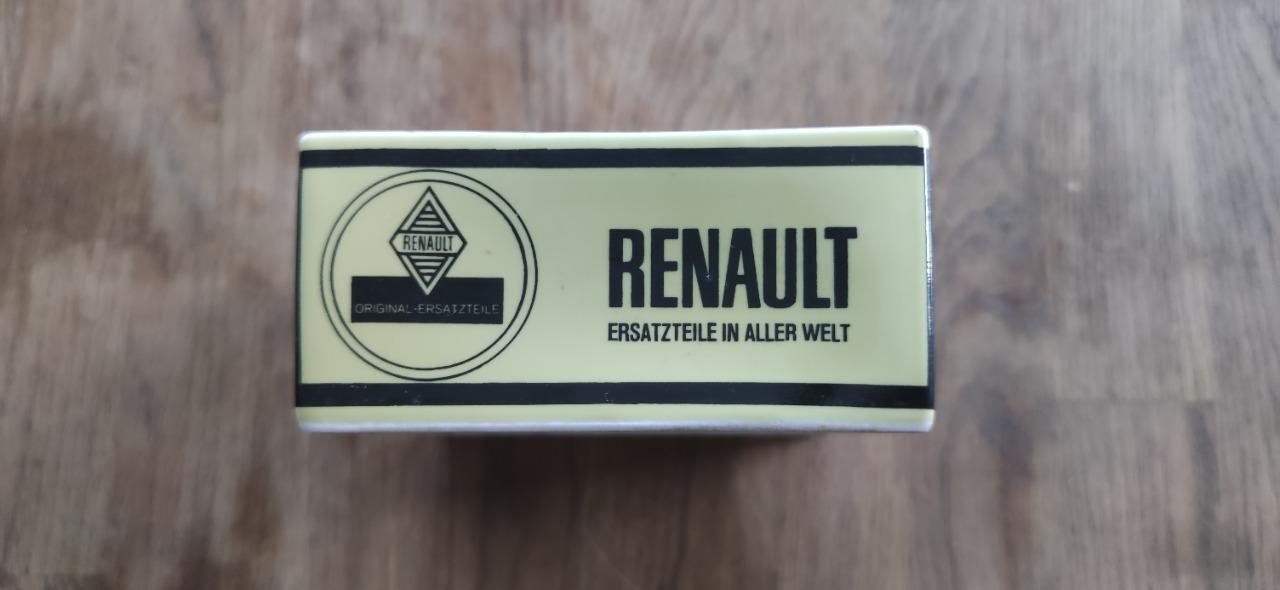 RENAULT
ORIGINAL-ERSATZTEILE
RENAULT
ERSATZTEILE IN ALLER WELT